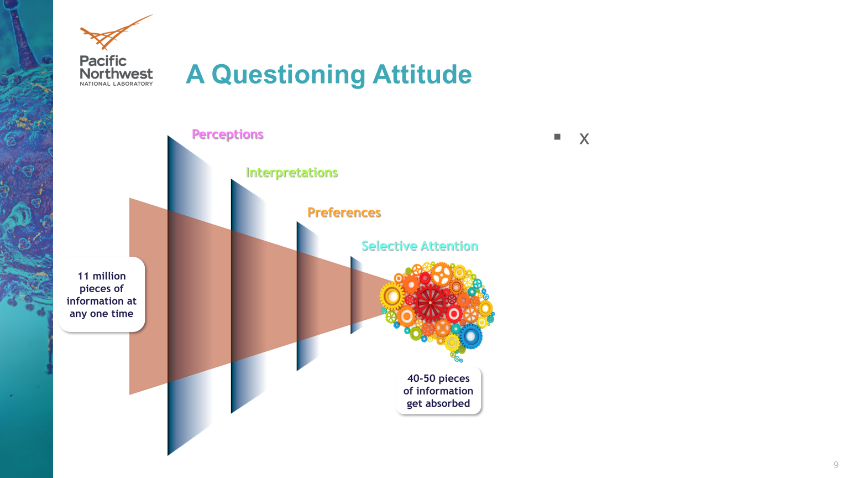 Pacific
Northwest
NATIONAL LABORATORY
A Questioning Attitude
Perceptions
Interpretations
Preferences
Selective Attention
11 million
pieces of
information at
any one time
40-50 pieces
of information
get absorbed
▪ x
9